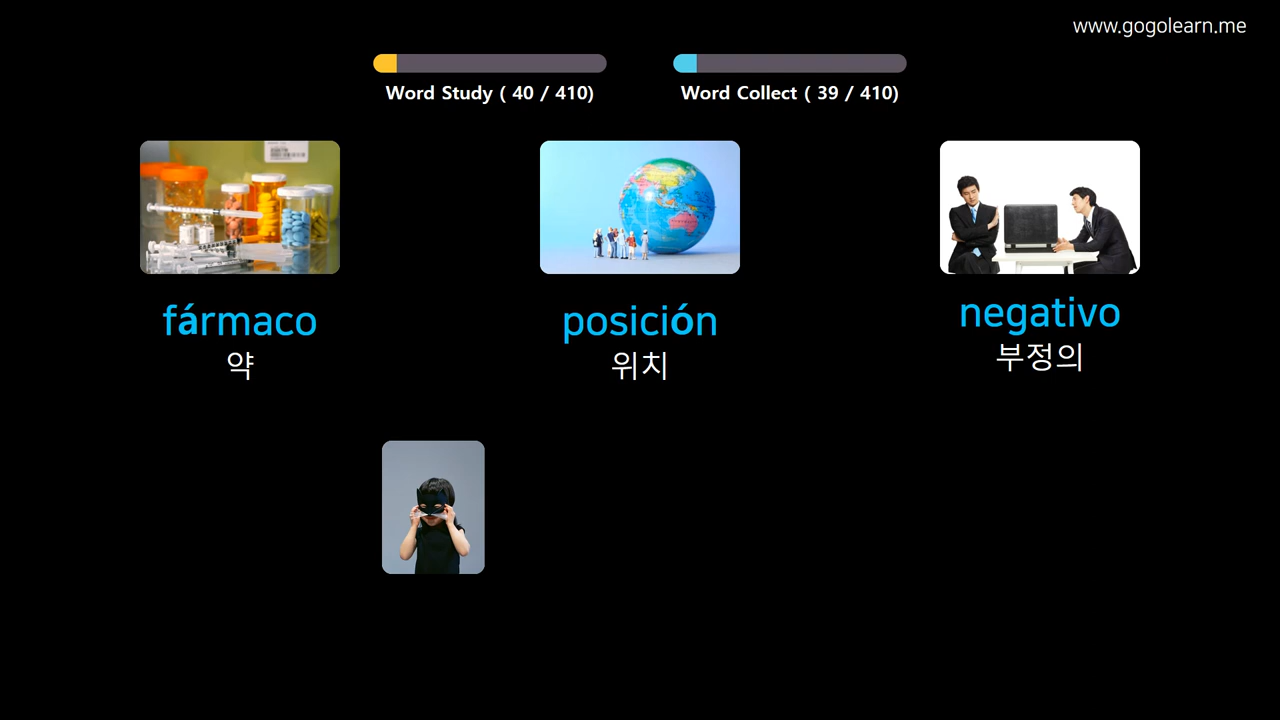 www.gogolearn.me
Word Study ( 40 / 410)
Word Collect ( 39 / 410)
fármaco
약
posición
위치
negativo
부정의